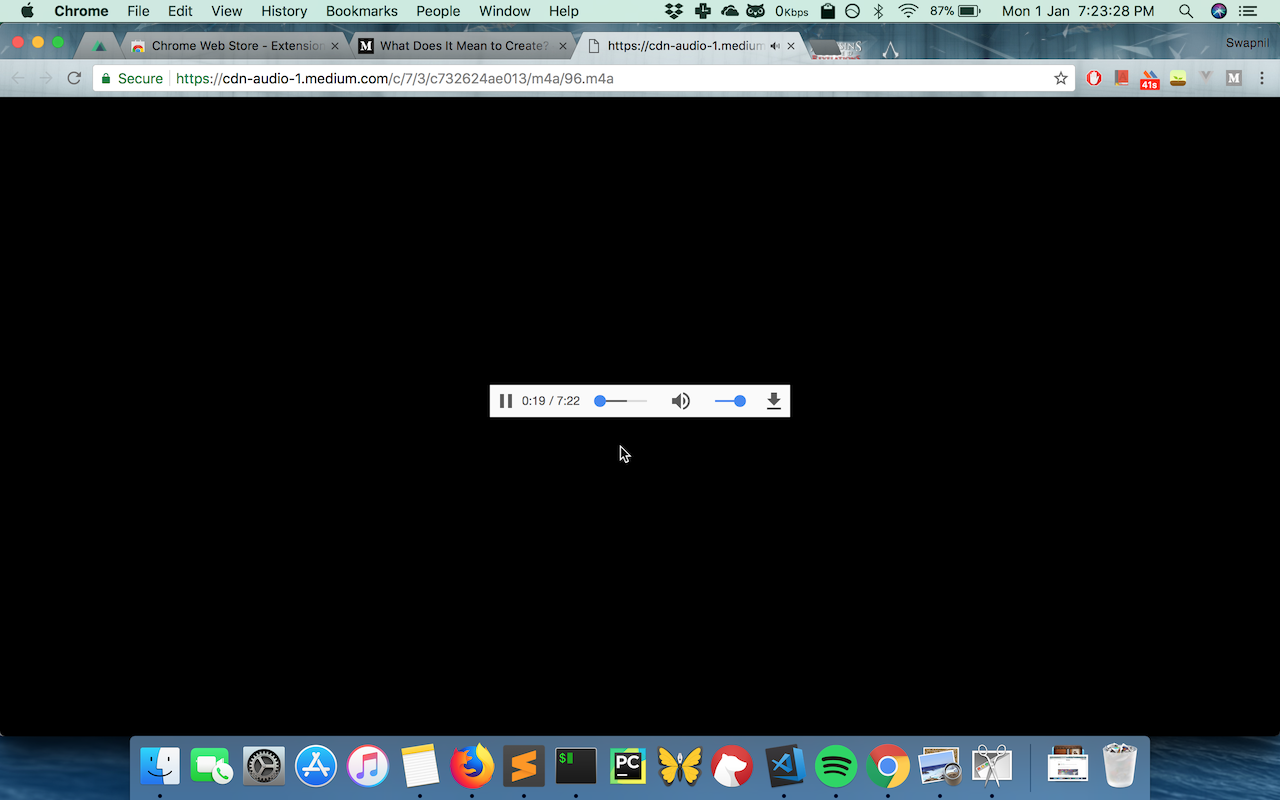 Chrome File Edit View History Bookmarks People Window Help 0Kbps 87% Mon 1 Jan 7:23:28 PM
Chrome Web Store - Extension M What Does It Mean to Create? https://cdn-audio-1.medium Swapnil
Secure https://cdn-audio-1.medium.com/c/7/3/c732624ae013/m4a/96.m4a 41s M
0:19 / 7:22
$ PC